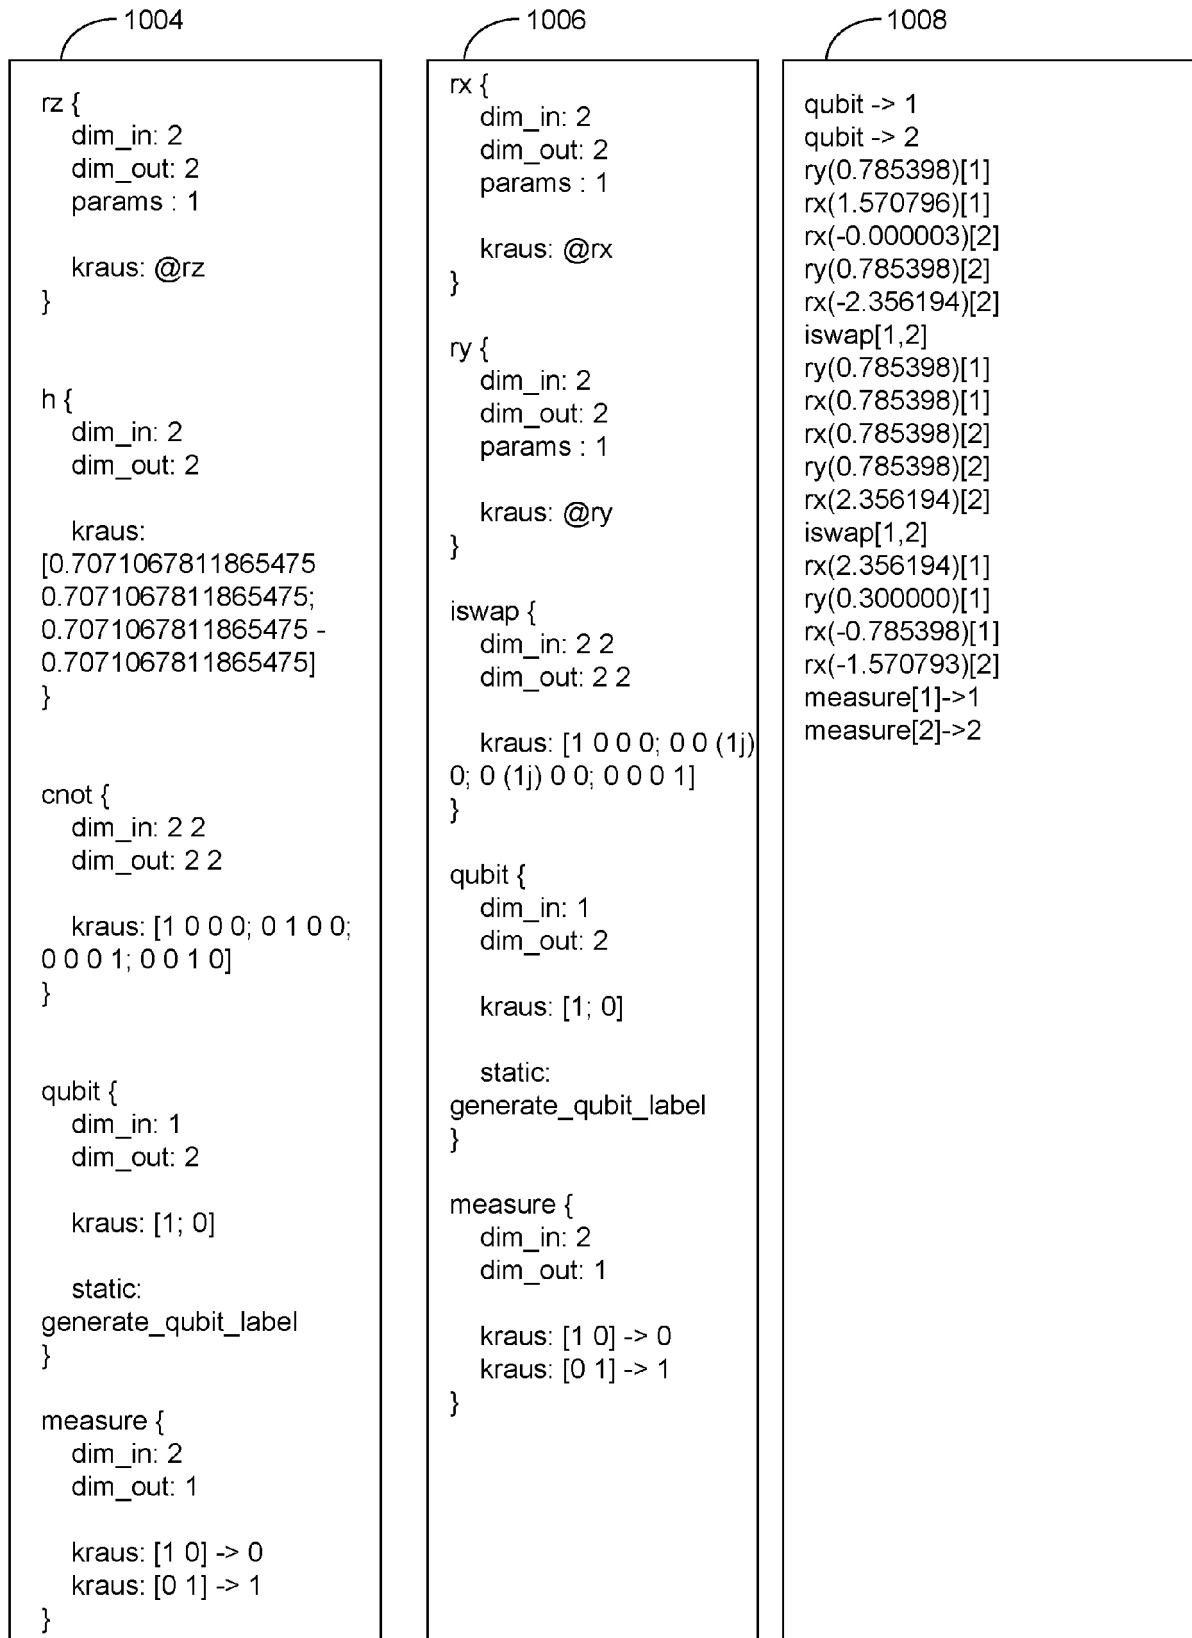 1004
rz {
dim_in: 2
dim_out: 2
params : 1
kraus: @rz
}
h {
dim_in: 2
dim_out: 2
kraus:
[0.7071067811865475
0.7071067811865475;
0.7071067811865475 -
0.7071067811865475]
}
cnot {
dim_in: 2 2
dim_out: 2 2
kraus: [1 0 0 0; 0 1 0 0;
0 0 0 1; 0 0 1 0]
}
qubit {
dim_in: 1
dim_out: 2
kraus: [1; 0]
static:
generate_qubit_label
}
measure {
dim_in: 2
dim_out: 1
kraus: [1 0] -> 0
kraus: [0 1] -> 1
}
1006
rx {
dim_in: 2
dim_out: 2
params : 1
kraus: @rx
}
ry {
dim_in: 2
dim_out: 2
params : 1
kraus: @ry
}
iswap {
dim_in: 2 2
dim_out: 2 2
kraus: [1 0 0 0; 0 0 (1j)
0; 0 (1j) 0 0; 0 0 0 1]
}
qubit {
dim_in: 1
dim_out: 2
kraus: [1; 0]
static:
generate_qubit_label
}
measure {
dim_in: 2
dim_out: 1
kraus: [1 0] -> 0
kraus: [0 1] -> 1
}
1008
qubit -> 1
qubit -> 2
ry(0.785398)[1]
rx(1.570796)[1]
rx(-0.000003)[2]
ry(0.785398)[2]
rx(-2.356194)[2]
iswap[1,2]
ry(0.785398)[1]
rx(0.785398)[1]
rx(0.785398)[2]
ry(0.785398)[2]
rx(2.356194)[2]
iswap[1,2]
rx(2.356194)[1]
ry(0.300000)[1]
rx(-0.785398)[1]
rx(-1.570793)[2]
measure[1]->1
measure[2]->2